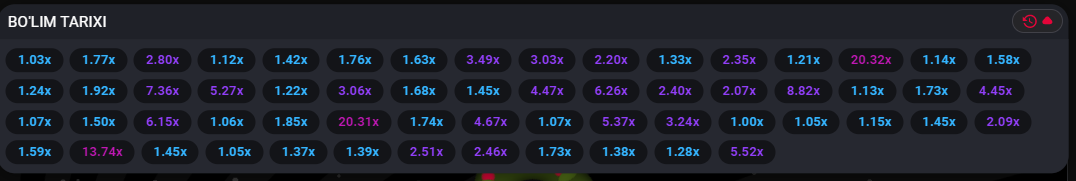 BO'LIM TARIXI
1.03x 1.77x 2.80x 1.12x 1.42x 1.76x 1.63x 3.49x 3.03x 2.20x 1.33x 2.35x 1.21x 20.32x 1.14x 1.58x
1.24x 1.92x 7.36x 5.27x 1.22x 3.06x 1.68x 1.45x 4.47x 6.26x 2.40x 2.07x 8.82x 1.13x 1.73x 4.45x
1.07x 1.50x 6.15x 1.06x 1.85x 20.31x 1.74x 4.67x 1.07x 5.37x 3.24x 1.00x 1.05x 1.15x 1.45x 2.09x
1.59x 13.74x 1.45x 1.05x 1.37x 1.39x 2.51x 2.46x 1.73x 1.38x 1.28x 5.52x